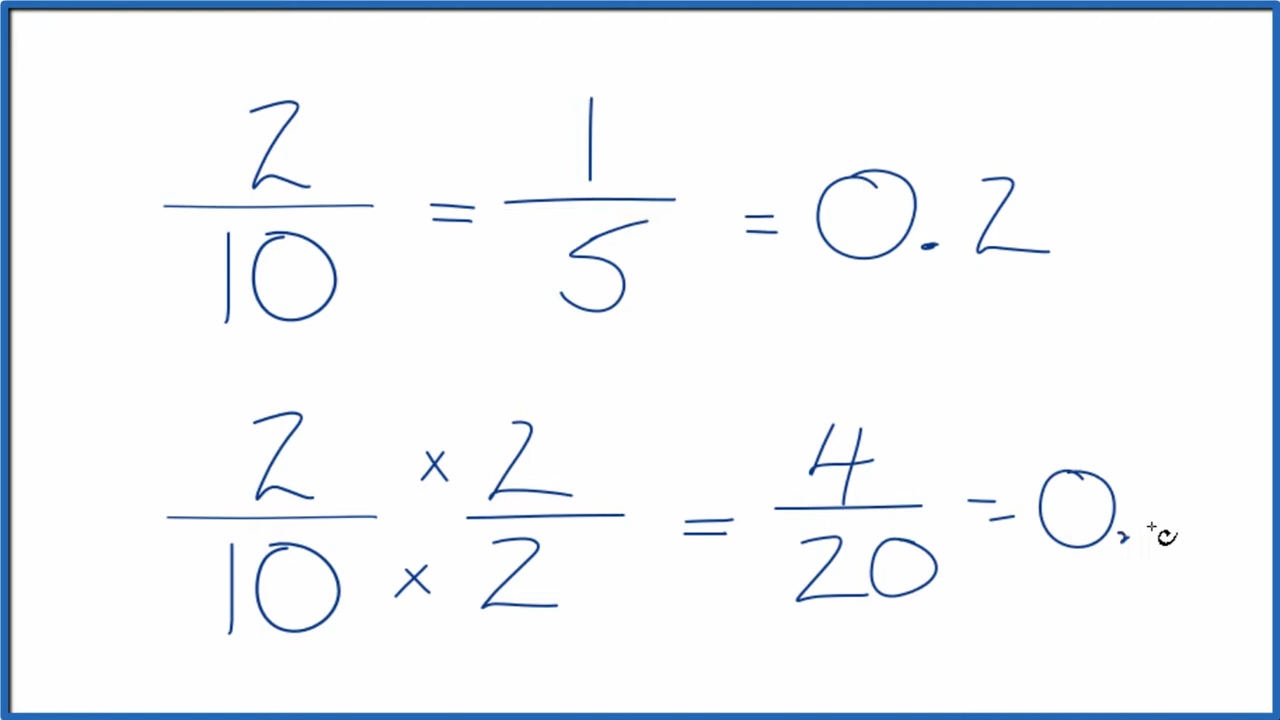 2/10 = 1/5 = 0.2
2/10 × 2/× 2 = 4/20 = 0.